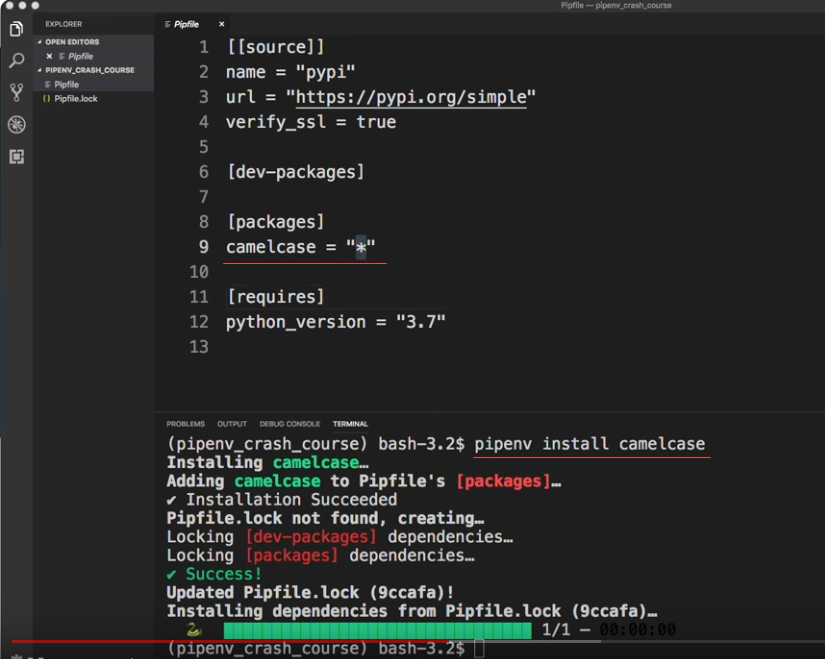 Pipfile — pipenv_crash_course
EXPLORER
OPEN EDITORS
Pipfile
PIPENV_CRASH_COURSE
Pipfile
Pipfile.lock
Pipfile
1 [[source]]
2 name = "pypi"
3 url = "https://pypi.org/simple"
4 verify_ssl = true
5
6 [dev-packages]
7
8 [packages]
9 camelcase = "*"
10
11 [requires]
12 python_version = "3.7"
13
PROBLEMS OUTPUT DEBUG CONSOLE TERMINAL
(pipenv_crash_course) bash-3.2$ pipenv install camelcase
Installing camelcase…
Adding camelcase to Pipfile's [packages]…
✔ Installation Succeeded
Pipfile.lock not found, creating…
Locking [dev-packages] dependencies…
Locking [packages] dependencies…
✔ Success!
Updated Pipfile.lock (9ccafa)!
Installing dependencies from Pipfile.lock (9ccafa)…
1/1 — 00:00:00
(pipenv_crash_course) bash-3.2$